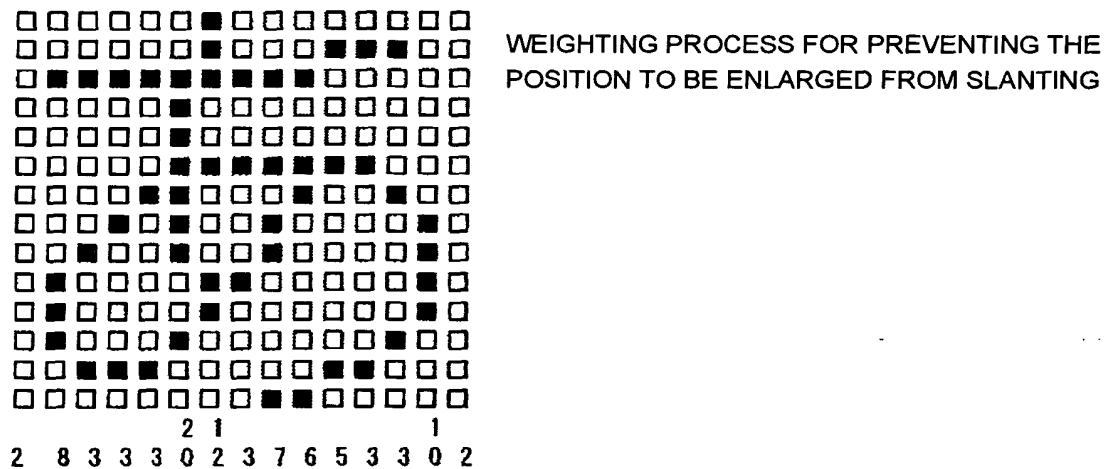 WEIGHTING PROCESS FOR PREVENTING THE
POSITION TO BE ENLARGED FROM SLANTING
2 1 1
2 8 3 3 3 0 2 3 7 6 5 3 3 0 2